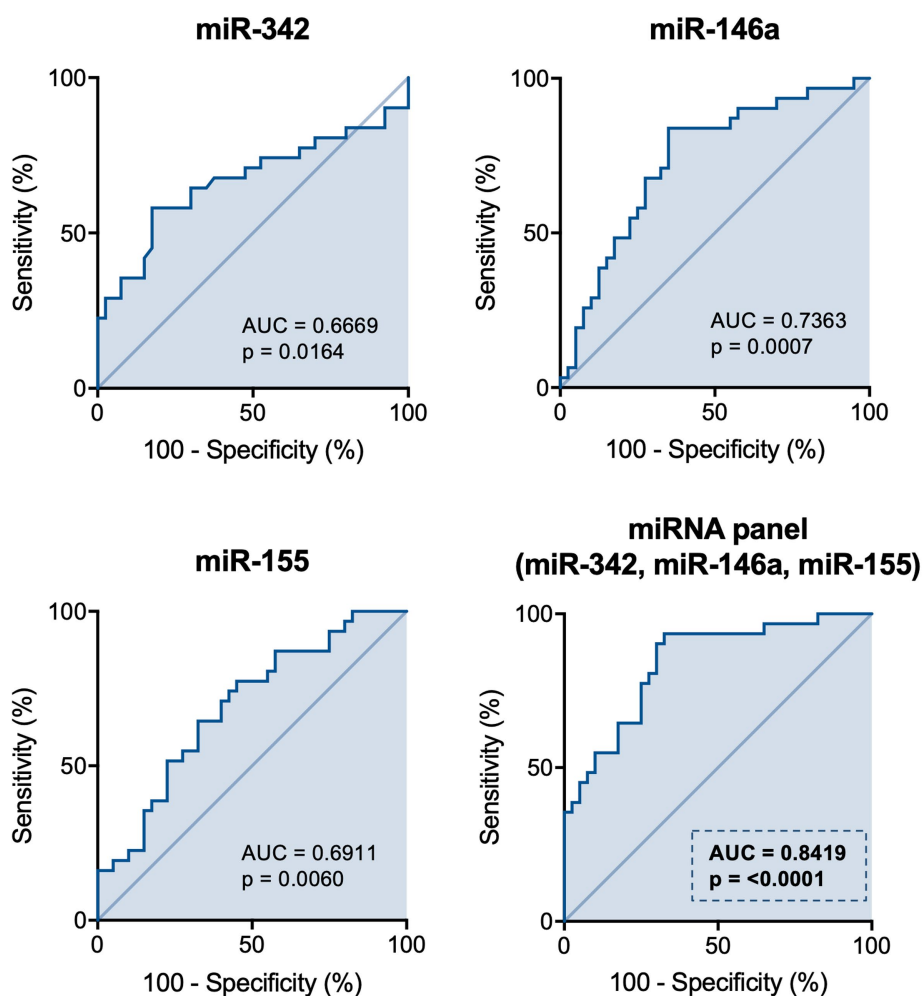 miR-342
100
50
0
Sensitivity (%)
AUC = 0.6669
p = 0.0164
0
50
100
100 - Specificity (%)
miR-146a
100
50
0
Sensitivity (%)
AUC = 0.7363
p = 0.0007
0
50
100
100 - Specificity (%)
miR-155
100
50
0
Sensitivity (%)
AUC = 0.6911
p = 0.0060
0
50
100
100 - Specificity (%)
miRNA panel
(miR-342, miR-146a, miR-155)
100
50
0
Sensitivity (%)
AUC = 0.8419
p = <0.0001
0
50
100
100 - Specificity (%)